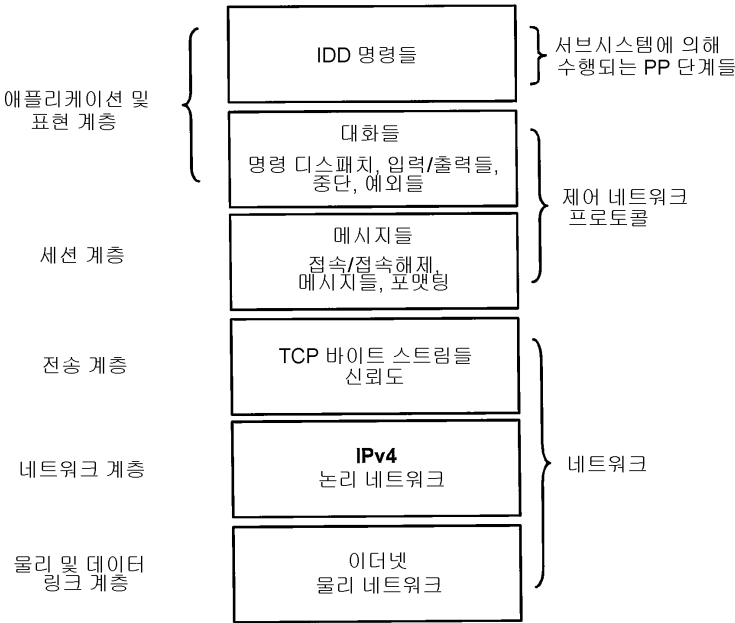 IDD 명령들
서브시스템에 의해
수행되는 PP 단계들
애플리케이션 및
표현 계층
대화들
명령 디스패치, 입력/출력들,
중단, 예외들
제어 네트워크
프로토콜
세션 계층
메시지들
접속/접속해제,
메시지들, 포맷팅
전송 계층
TCP 바이트 스트림들
신뢰도
네트워크 계층
IPv4
논리 네트워크
네트워크
물리 및 데이터
링크 계층
이더넷
물리 네트워크